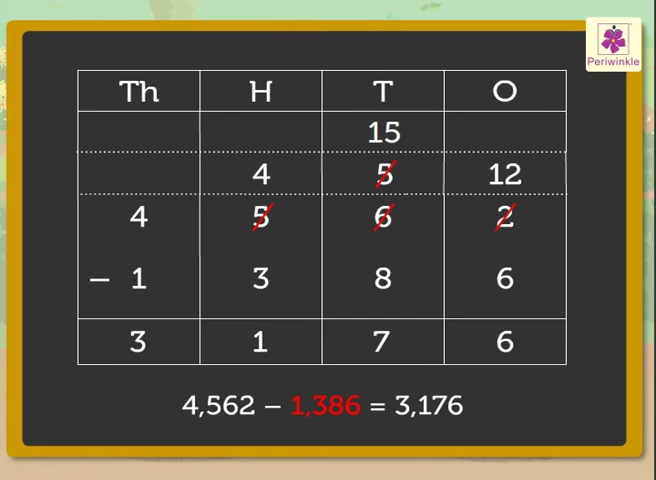 Periwinkle
Th H T O
15
4 5 12
4 5 6 2
– 1 3 8 6
3 1 7 6
4,562 – 1,386 = 3,176